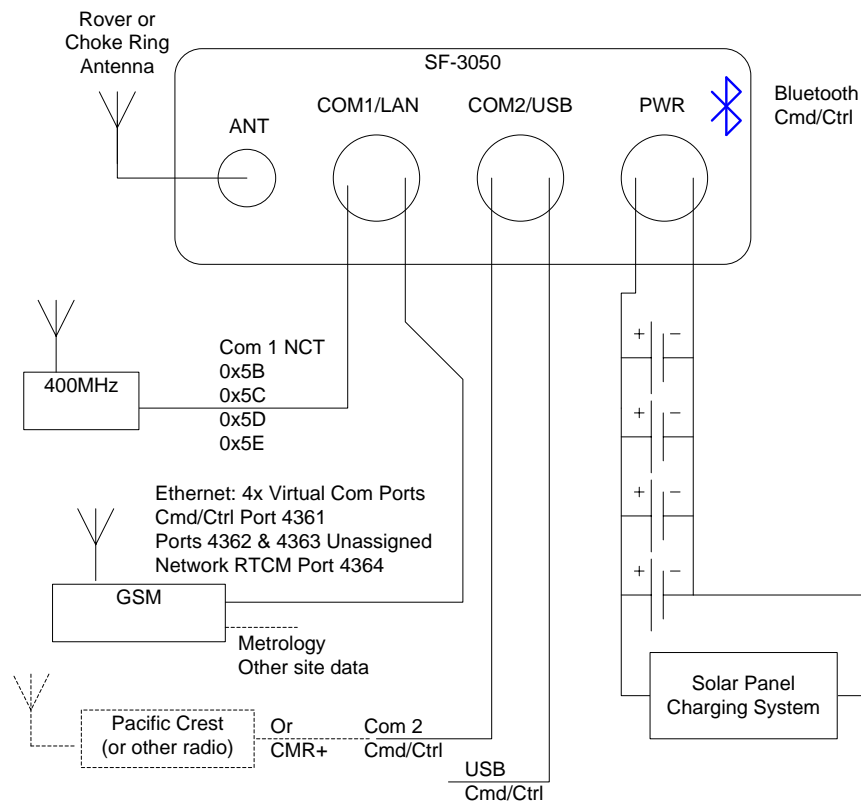 Rover or
Choke Ring
Antenna
SF-3050
ANT
COM1/LAN
COM2/USB
PWR
Bluetooth
Cmd/Ctrl
400MHz
Com 1 NCT
0x5B
0x5C
0x5D
0x5E
+ −
+ −
+ −
+ −
Ethernet: 4x Virtual Com Ports
Cmd/Ctrl Port 4361
Ports 4362 & 4363 Unassigned
Network RTCM Port 4364
GSM
Metrology
Other site data
Pacific Crest
(or other radio)
Or
CMR+
Com 2
Cmd/Ctrl
USB
Cmd/Ctrl
Solar Panel
Charging System